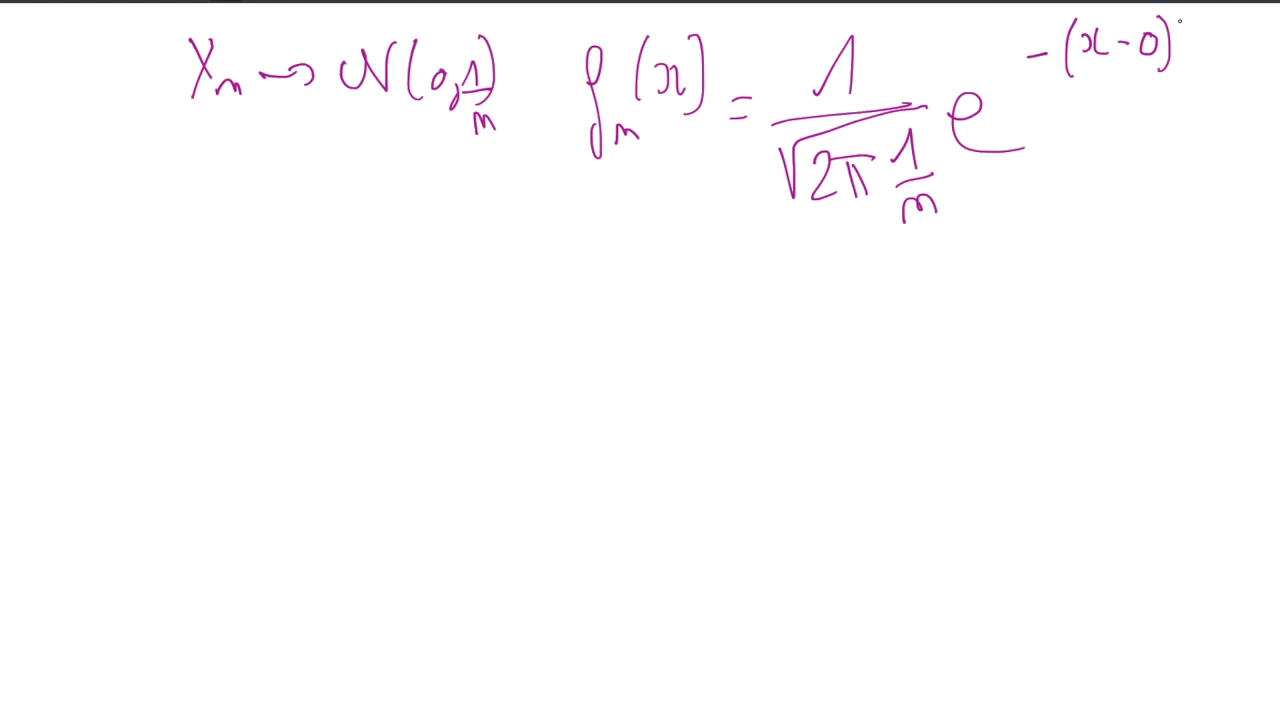 Xₙ ↝ N(0, 1/n) fₙ(x) = 1/√(2π 1/n) e^(-(x-0)